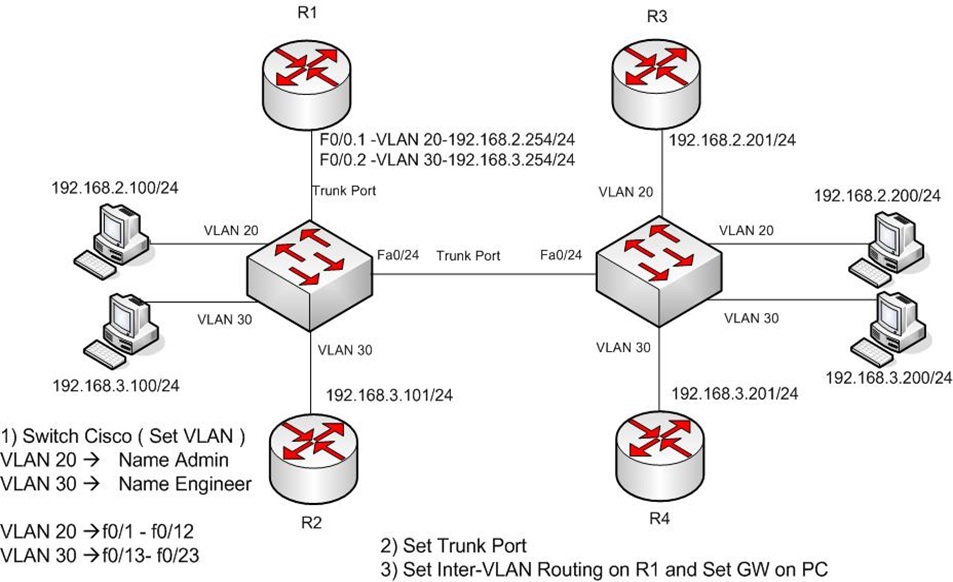 R1
R3
F0/0.1 -VLAN 20-192.168.2.254/24
F0/0.2 -VLAN 30-192.168.3.254/24
192.168.2.201/24
Trunk Port
VLAN 20
192.168.2.100/24
192.168.2.200/24
VLAN 20
VLAN 20
Fa0/24
Trunk Port
Fa0/24
VLAN 30
VLAN 30
VLAN 30
VLAN 30
192.168.3.100/24
192.168.3.200/24
192.168.3.101/24
192.168.3.201/24
1) Switch Cisco ( Set VLAN )
VLAN 20 → Name Admin
VLAN 30 → Name Engineer
R2
R4
VLAN 20 →f0/1 - f0/12
VLAN 30 →f0/13- f0/23
2) Set Trunk Port
3) Set Inter-VLAN Routing on R1 and Set GW on PC